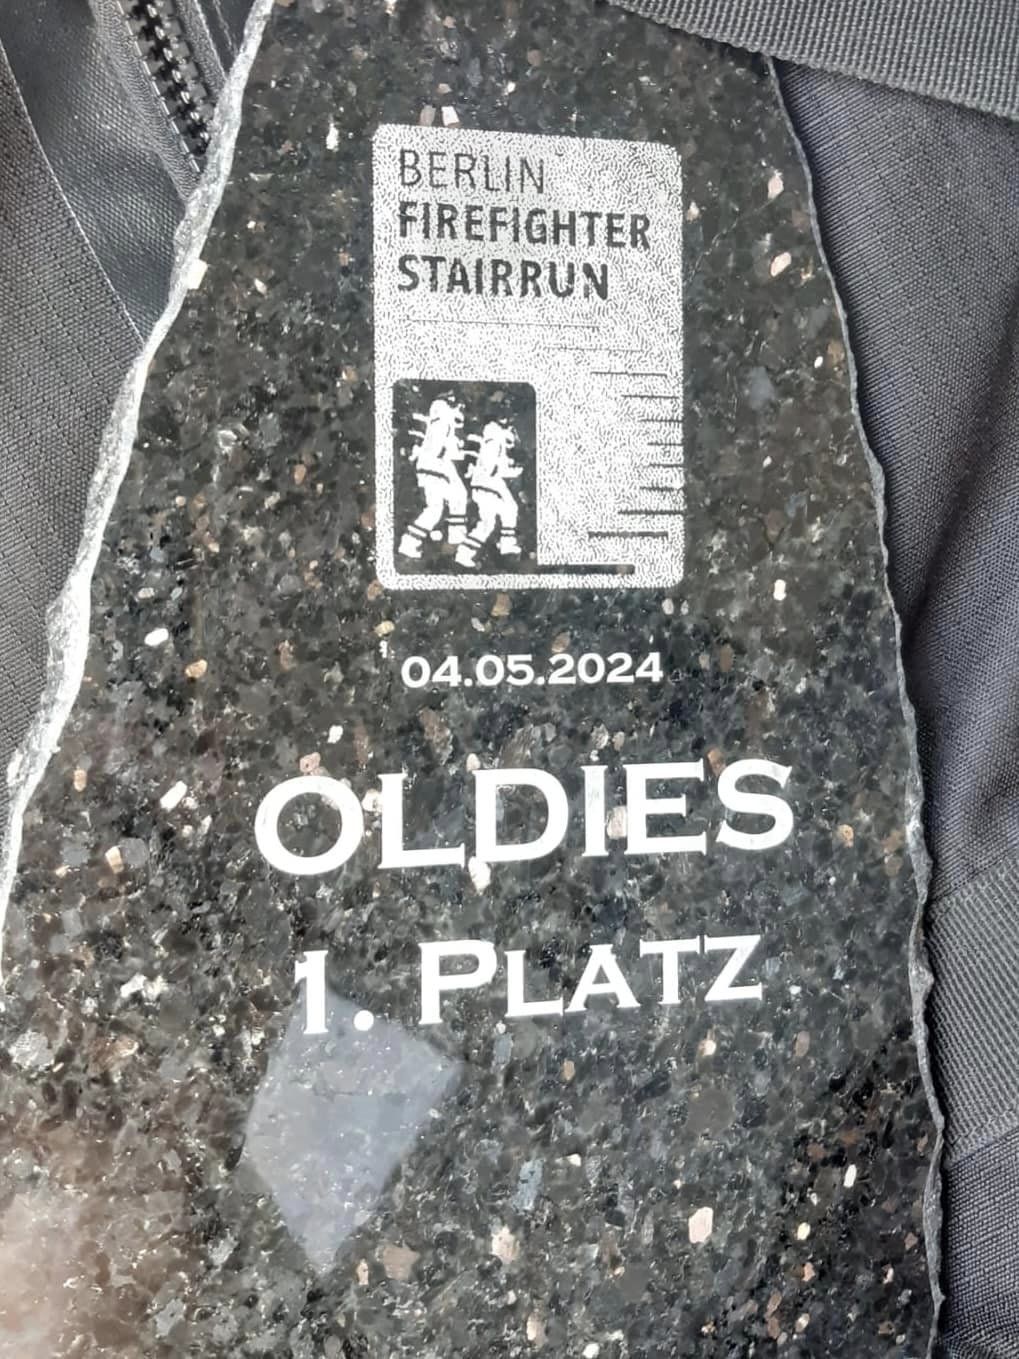 BERLIN
FIREFIGHTER
STAIRRUN
04.05.2024
OLDIES
1. PLATZ